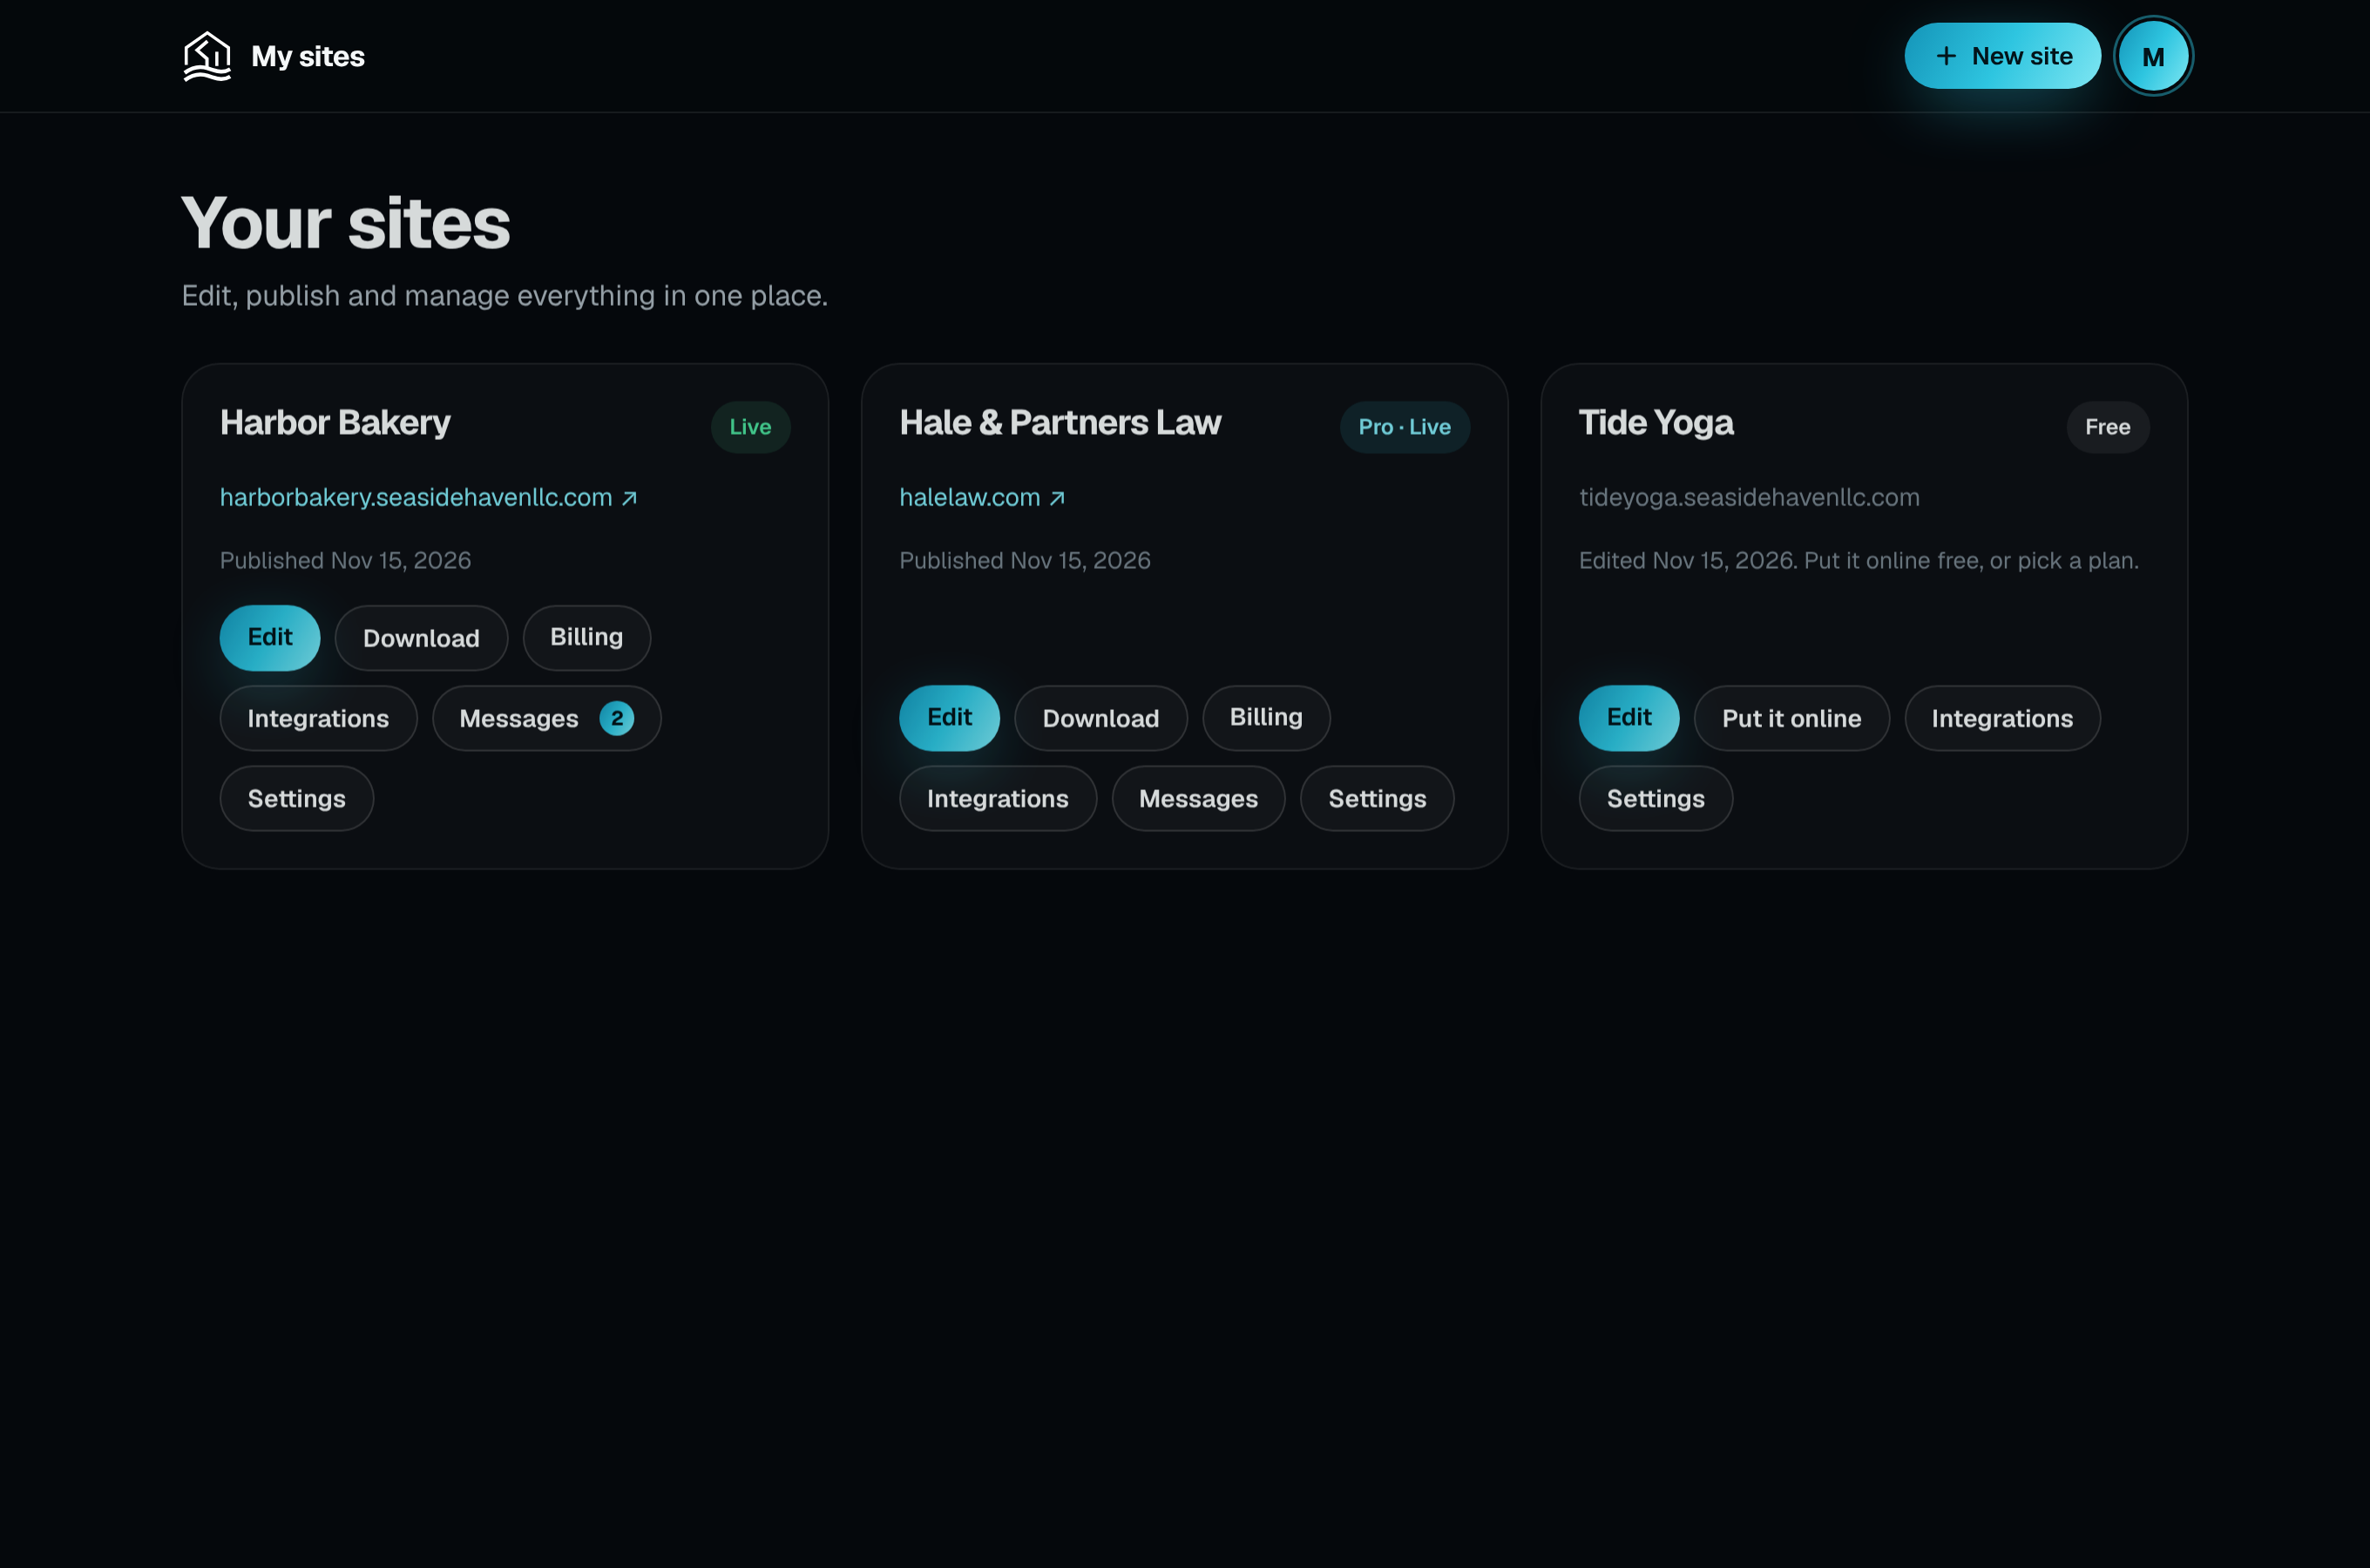 My sites
+ New site
M
Your sites
Edit, publish and manage everything in one place.
Harbor Bakery
Live
harborbakery.seasidehavenllc.com ↗
Published Nov 15, 2026
Edit
Download
Billing
Integrations
Messages 2
Settings
Hale & Partners Law
Pro · Live
halelaw.com ↗
Published Nov 15, 2026
Edit
Download
Billing
Integrations
Messages
Settings
Tide Yoga
Free
tideyoga.seasidehavenllc.com
Edited Nov 15, 2026. Put it online free, or pick a plan.
Edit
Put it online
Integrations
Settings